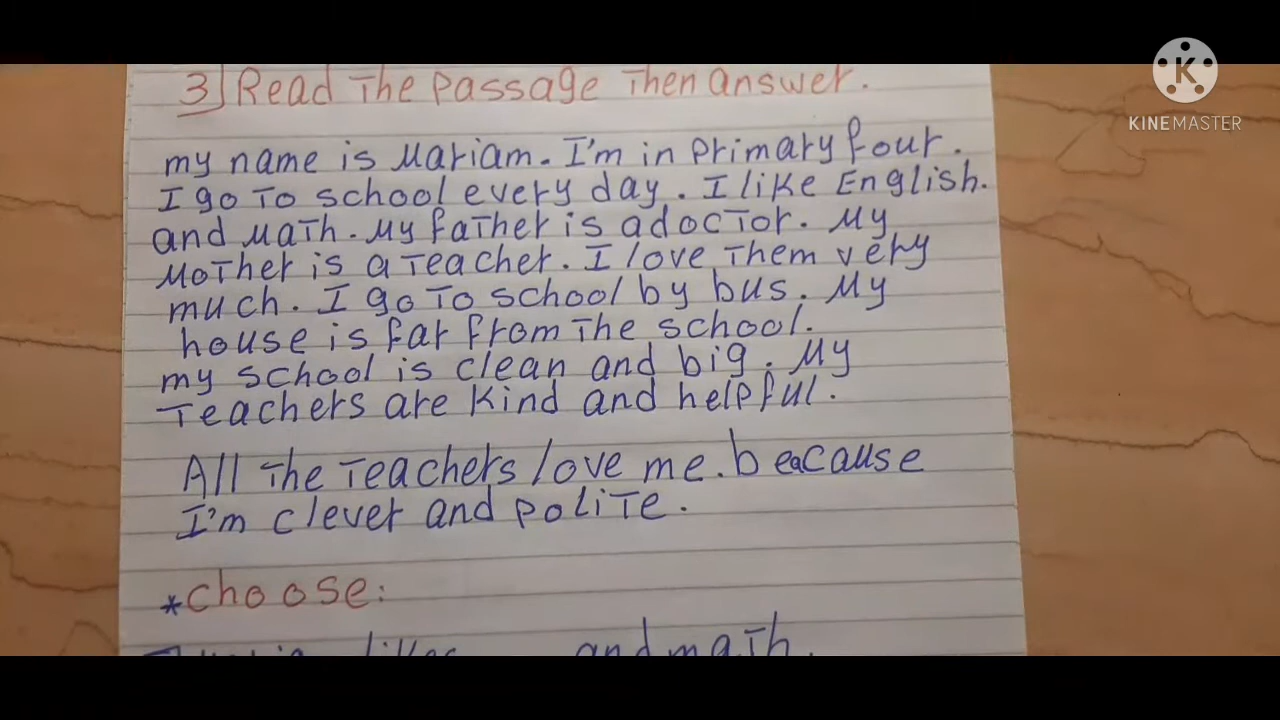 3] Read The passage Then answer.
KINEMASTER
my name is Mariam. I'm in primary four.
I go To school every day. I like English.
and Math. My father is a doctor. My
Mother is a Teacher. I love Them very
much. I go To school by bus. My
house is far from The school.
my school is clean and big. My
Teachers are kind and helpful.
All The Teachers love me. beacause
I'm clever and polite.
*choose:
and math.